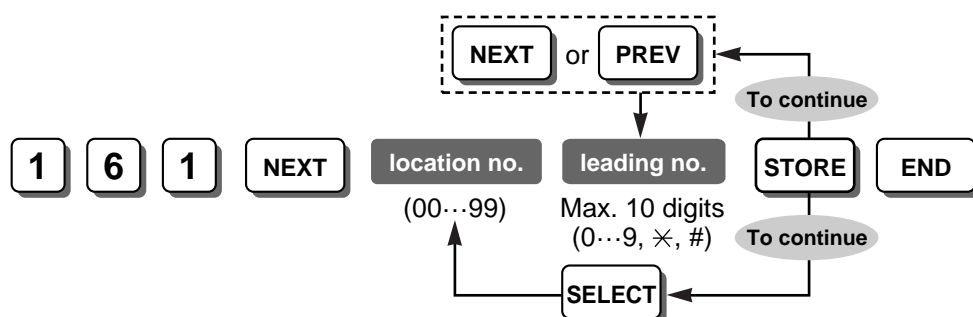 NEXT or PREV
To continue
1 6 1 NEXT location no. leading no. STORE END
(00···99) Max. 10 digits
(0···9, ✳, #) To continue
SELECT